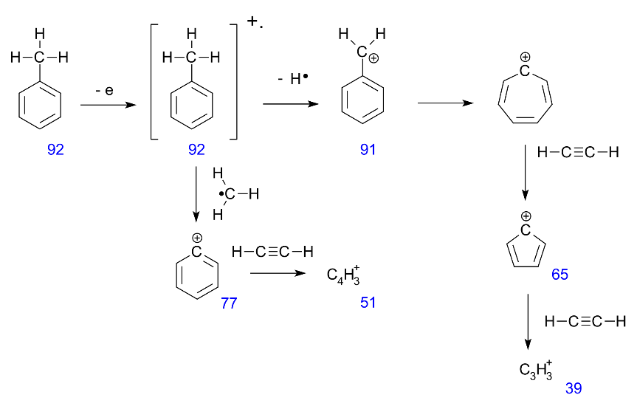 H
H–C–H
- e
H
H–C–H
+.
- H•
H H
C
⊕
⊕
C
92
92
91
H–C≡C–H
H
•C–H
H
⊕
C
H–C≡C–H
C4H3+
77
51
⊕
C
65
H–C≡C–H
C3H3+
39